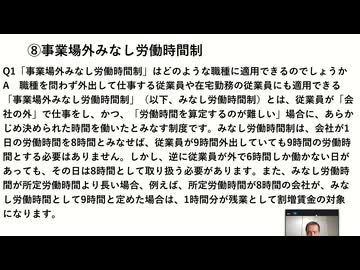 ⑧事業場外みなし労働時間制
Q1「事業場外みなし労働時間制」はどのような職種に適用できるのでしょうか
A　職種を問わず外出して仕事する従業員や在宅勤務の従業員にも適用できる
「事業場外みなし労働時間制」（以下、みなし労働時間制）とは、従業員が「会
社の外」で仕事をし、かつ、「労働時間を算定するのが難しい」場合に、あらか
じめ決められた時間を働いたとみなす制度です。みなし労働時間制は、会社が1
日の労働時間を8時間とみなせば、従業員が9時間外出していても9時間の労働時
間とする必要はありません。しかし、逆に従業員が外で6時間しか働かない日が
あっても、その日は8時間として取り扱う必要があります。また、みなし労働時
間が所定労働時間より長い場合、例えば、所定労働時間が8時間の会社が、みな
し労働時間として9時間と定めた場合は、1時間分が残業として割増賃金の対象
になります。